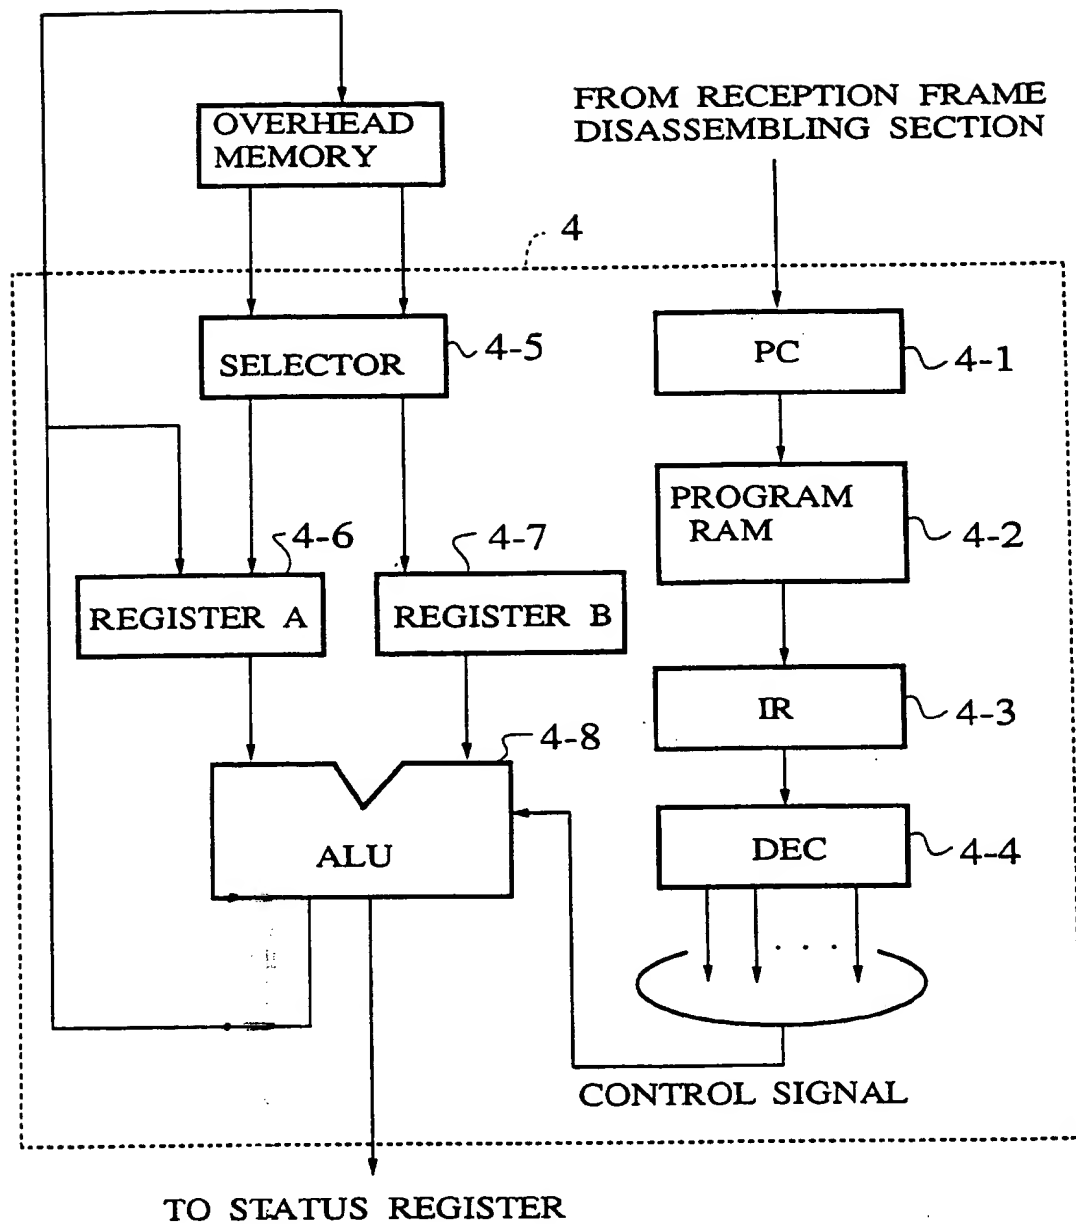 OVERHEAD
MEMORY
FROM RECEPTION FRAME
DISASSEMBLING SECTION
4
SELECTOR
4-5
PC
4-1
PROGRAM
RAM
4-2
4-6
4-7
REGISTER A
REGISTER B
IR
4-3
4-8
ALU
DEC
4-4
. . .
CONTROL SIGNAL
TO STATUS REGISTER